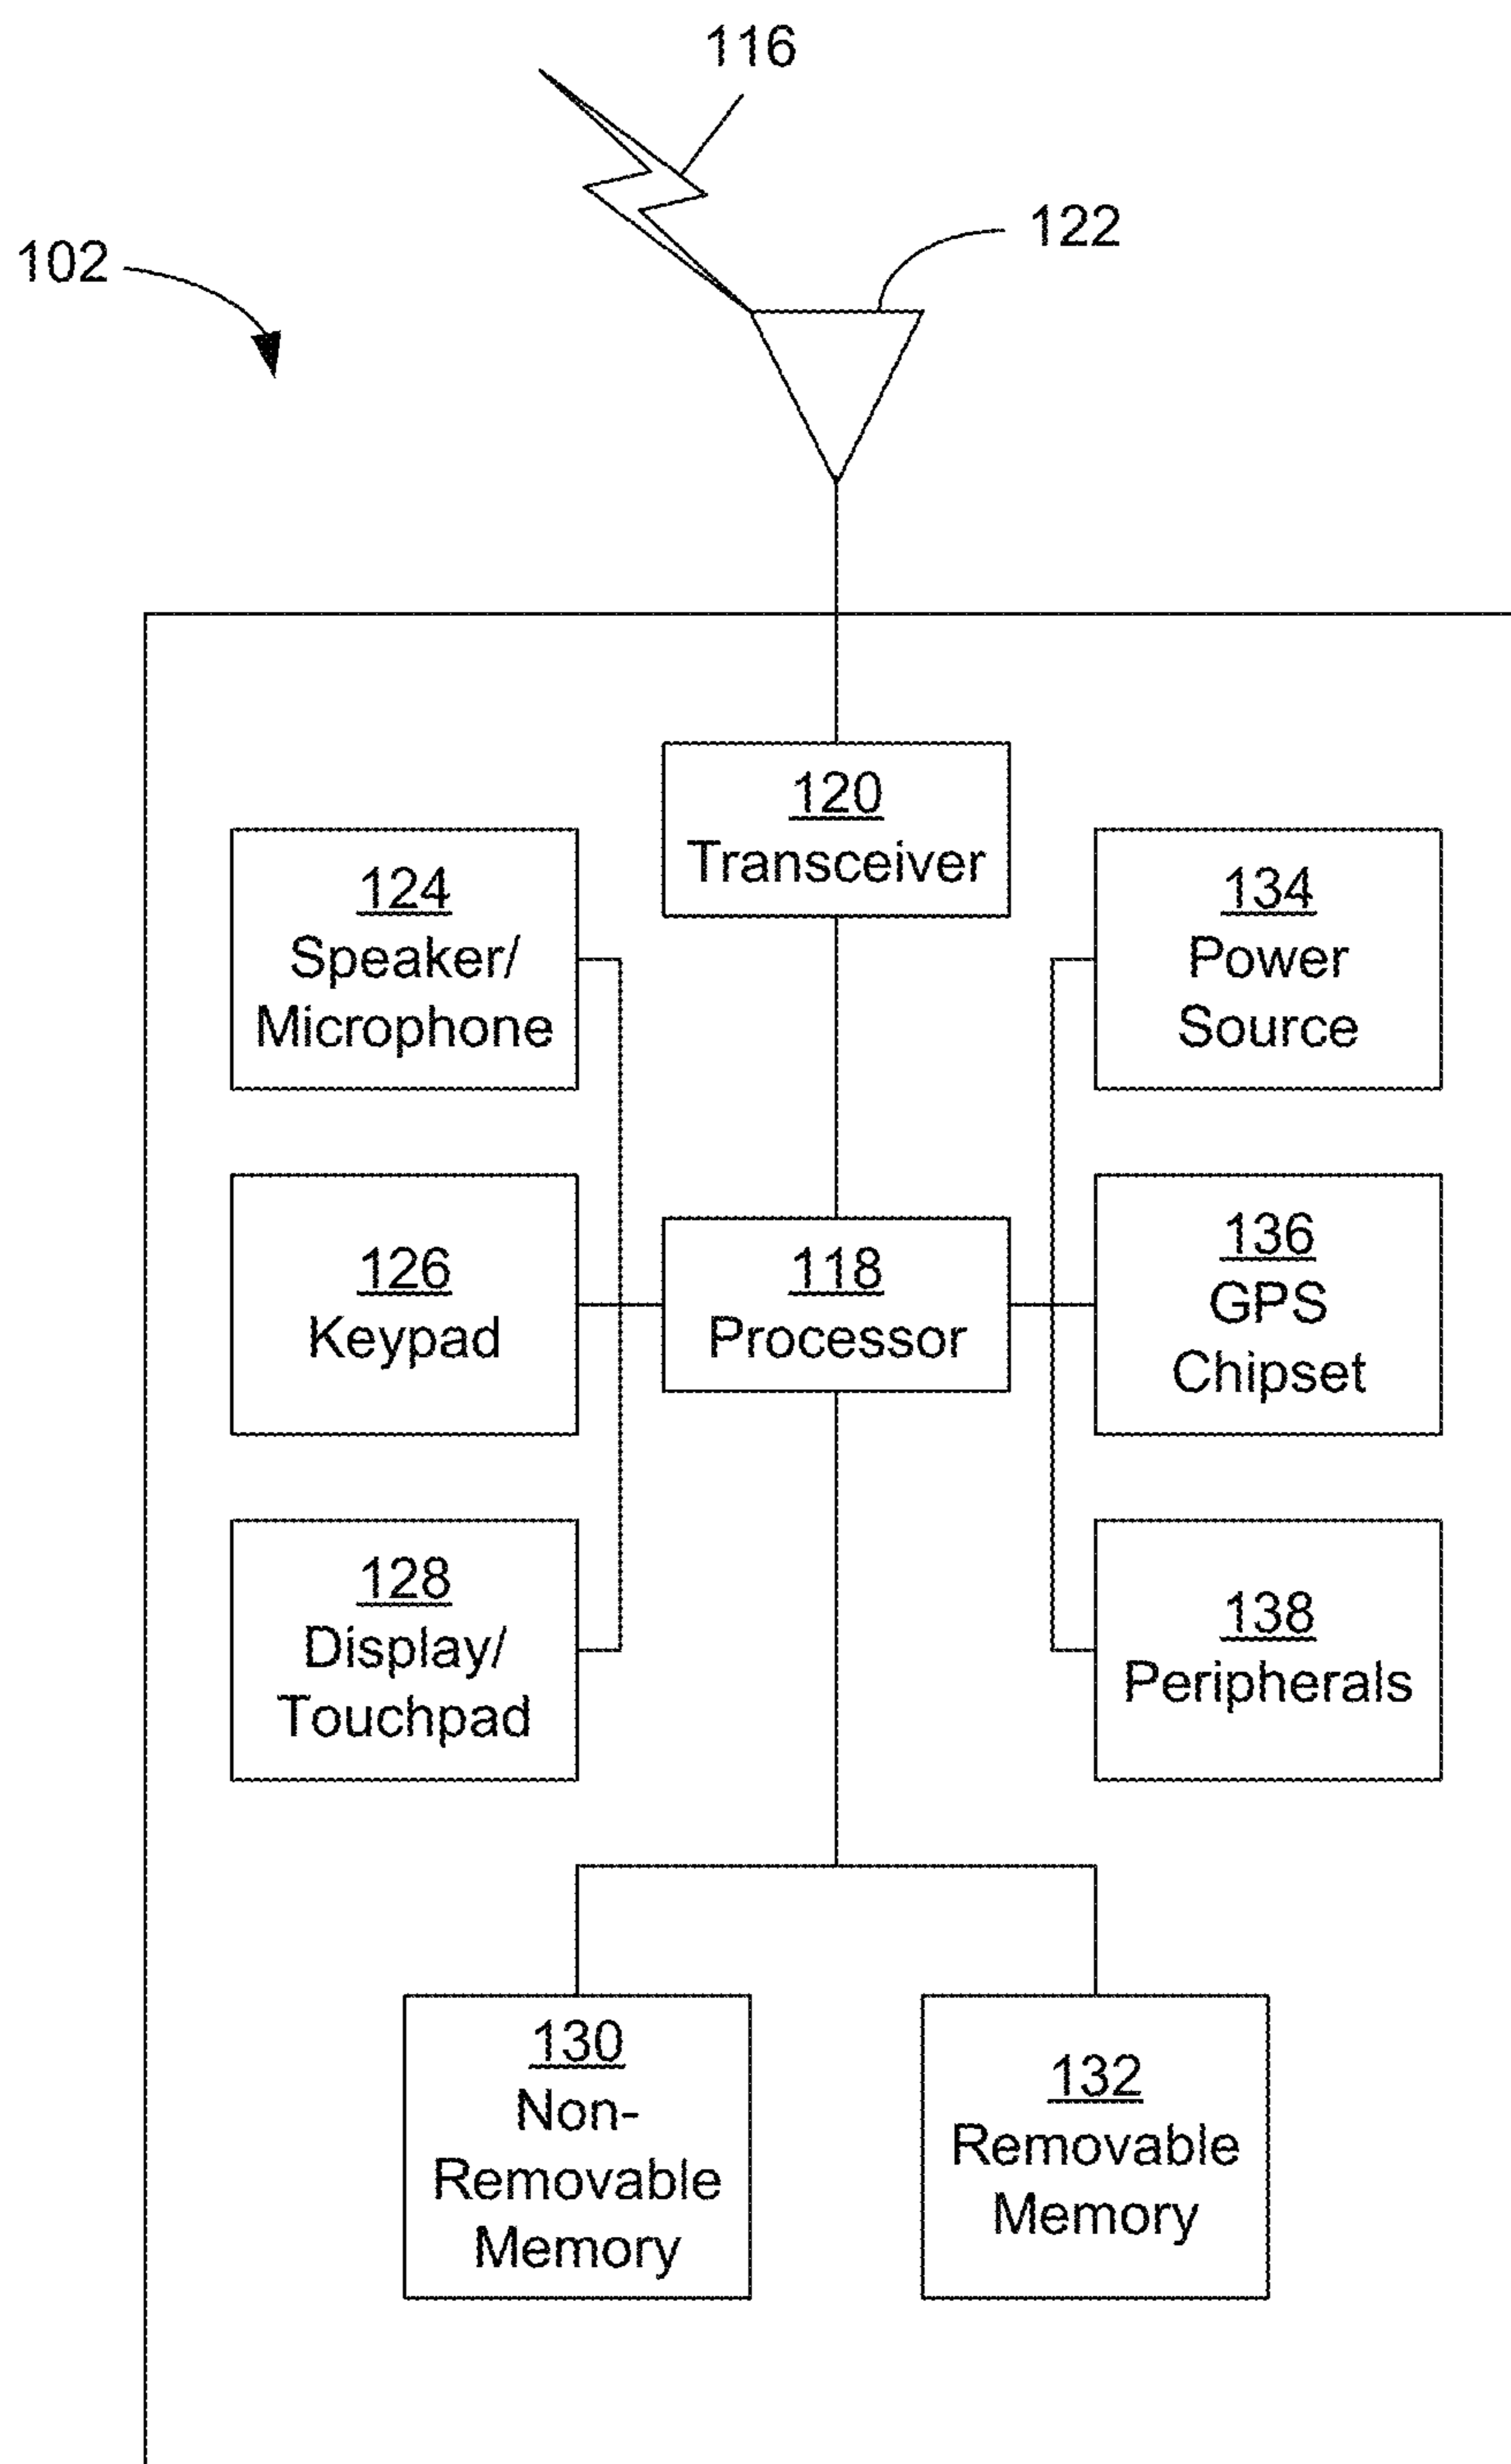 116
122
102
120
Transceiver
124
Speaker/
Microphone
134
Power
Source
126
Keypad
118
Processor
136
GPS
Chipset
128
Display/
Touchpad
138
Peripherals
130
Non-
Removable
Memory
132
Removable
Memory